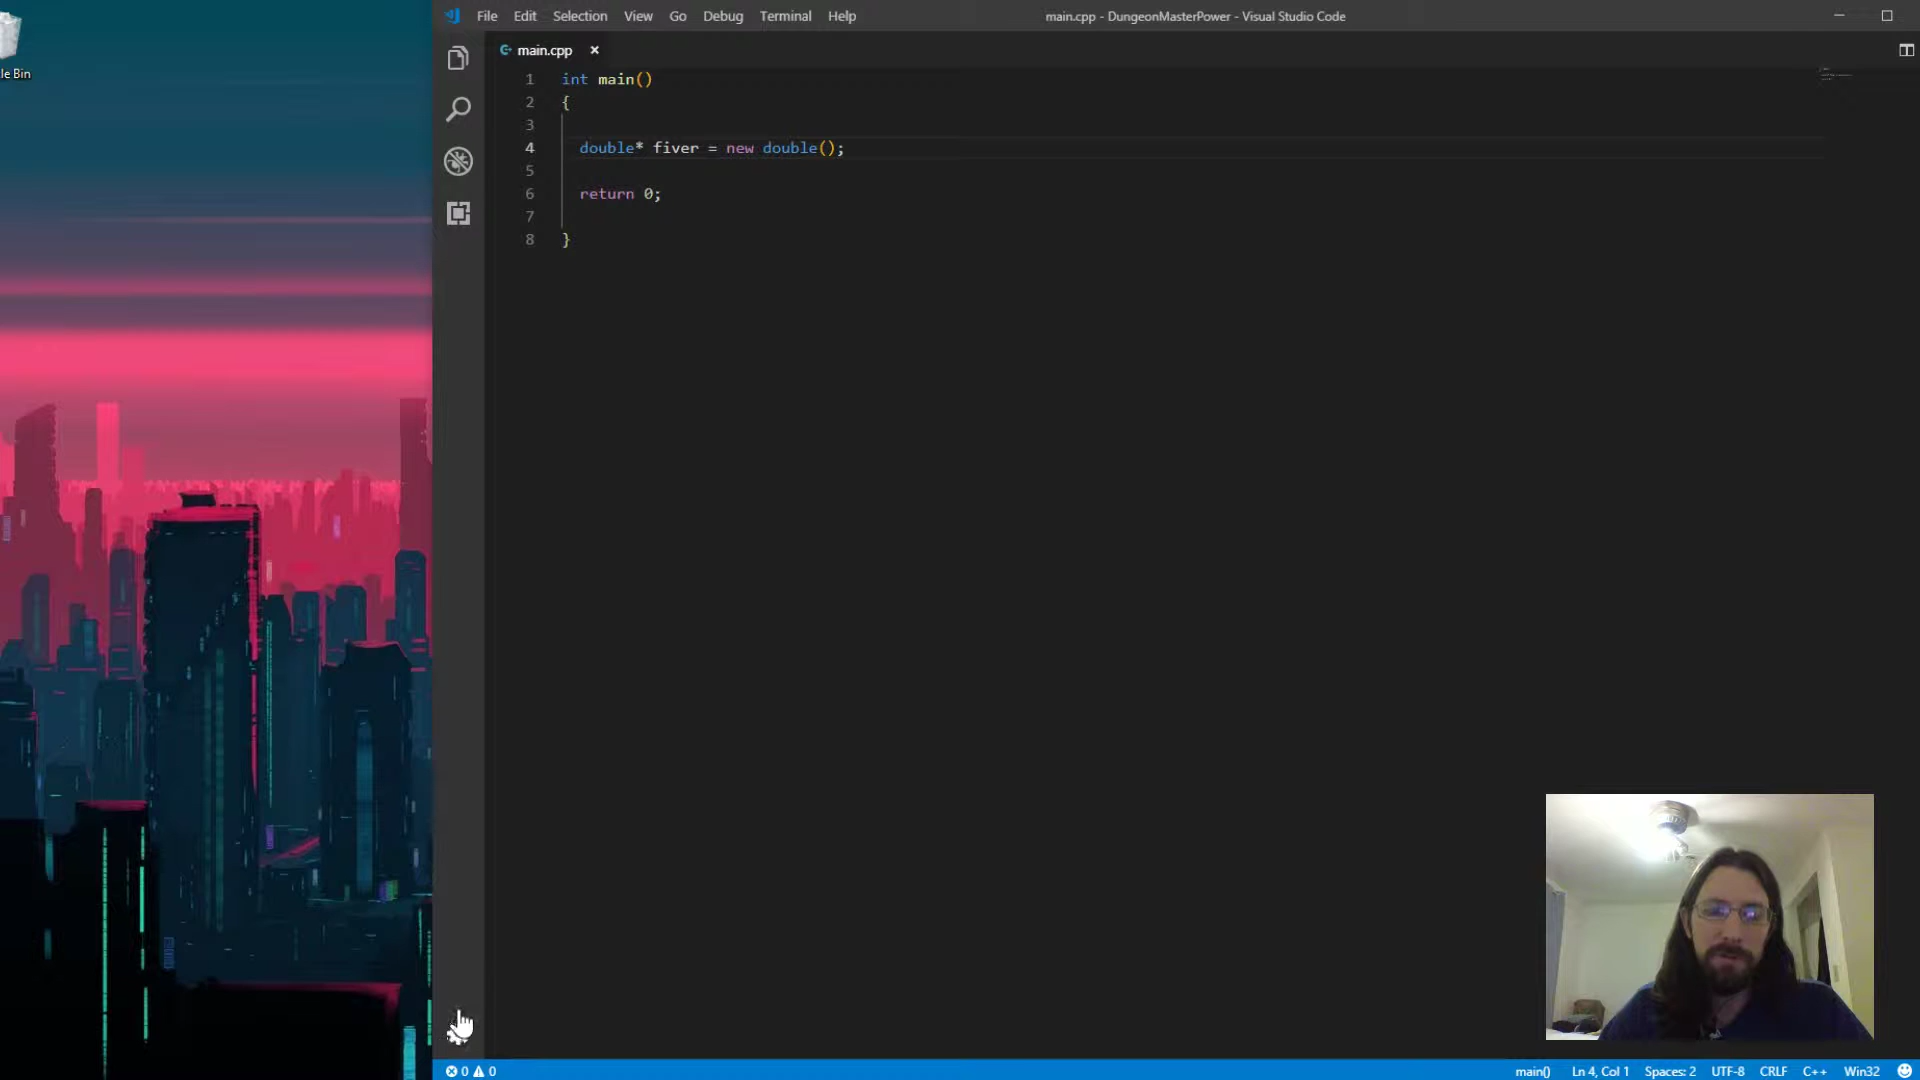 le Bin
File Edit Selection View Go Debug Terminal Help
main.cpp - DungeonMasterPower - Visual Studio Code
main.cpp ×
1 int main()
2 {
3
4 double* fiver = new double();
5
6 return 0;
7
8 }
0 0
main() Ln 4, Col 1 Spaces: 2 UTF-8 CRLF C++ Win32